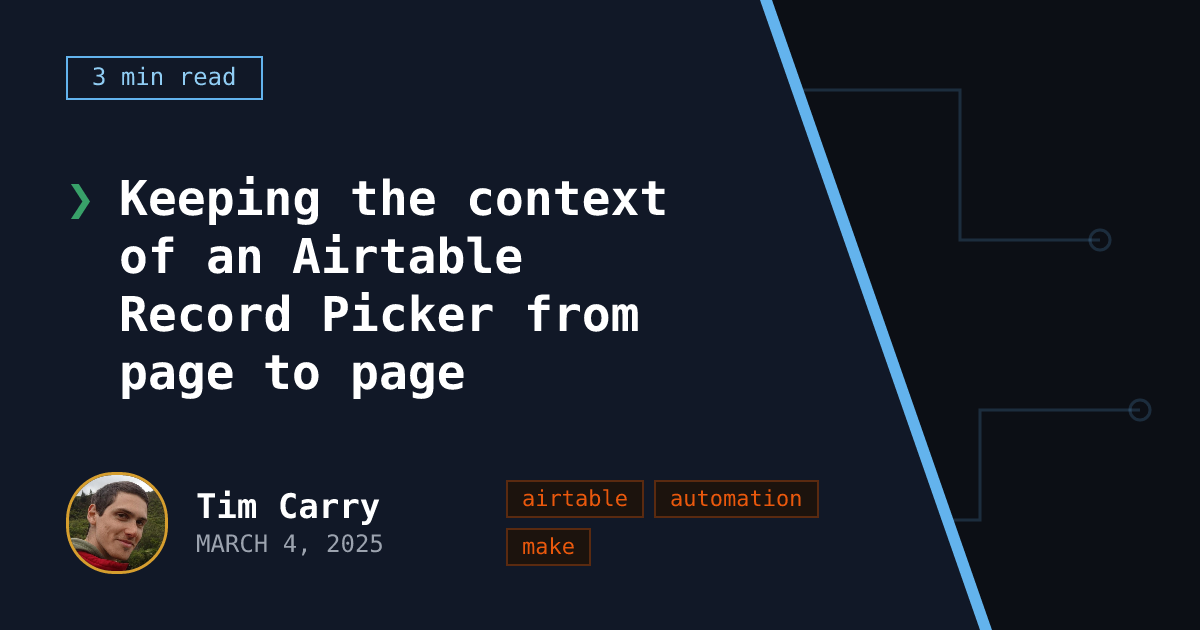 3 min read
❯ Keeping the context
of an Airtable
Record Picker from
page to page
Tim Carry
MARCH 4, 2025
airtable automation
make